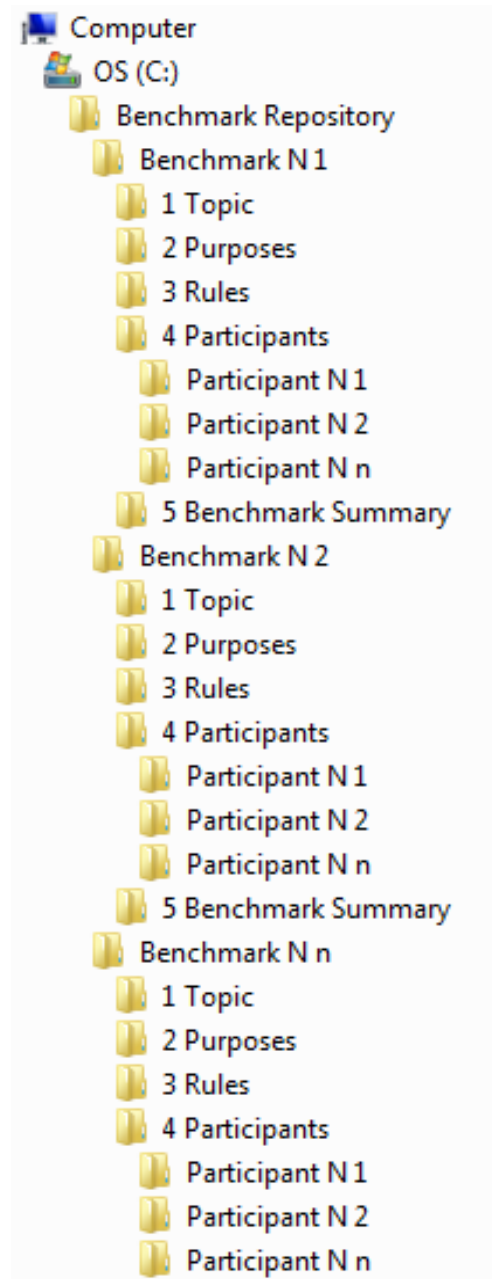 Computer
OS (C:)
Benchmark Repository
Benchmark N 1
1 Topic
2 Purposes
3 Rules
4 Participants
Participant N 1
Participant N 2
Participant N n
5 Benchmark Summary
Benchmark N 2
1 Topic
2 Purposes
3 Rules
4 Participants
Participant N 1
Participant N 2
Participant N n
5 Benchmark Summary
Benchmark N n
1 Topic
2 Purposes
3 Rules
4 Participants
Participant N 1
Participant N 2
Participant N n